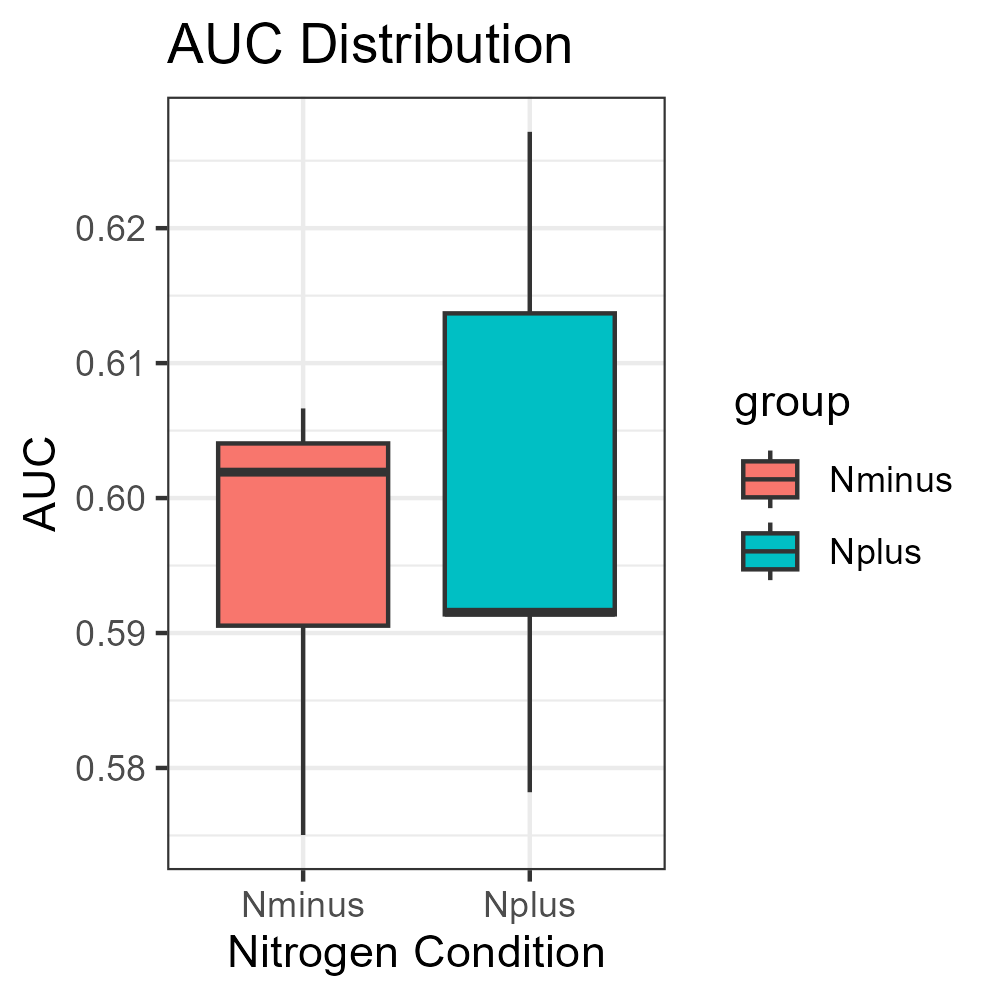 AUC Distribution
AUC
0.62
0.61
0.60
0.59
0.58
Nminus
Nplus
Nitrogen Condition
group
Nminus
Nplus